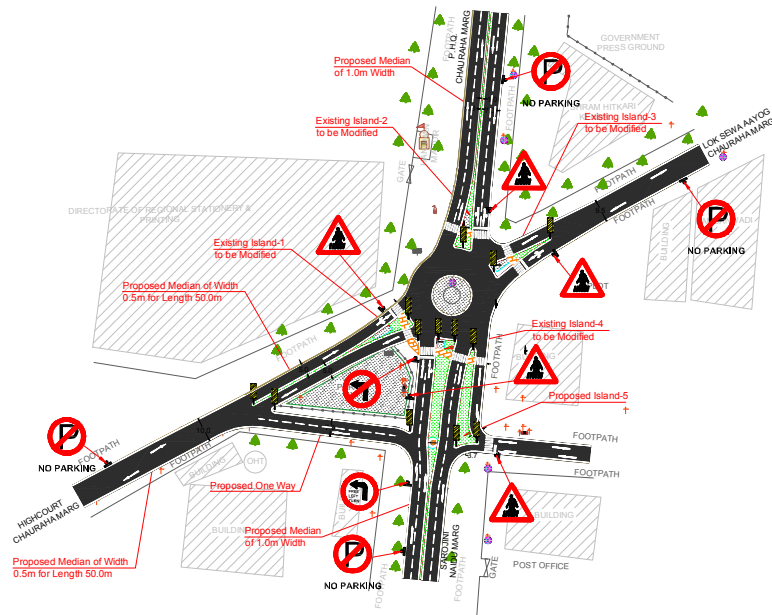 GOVERNMENT
PRESS GROUND
FOOTPATH
P.H.Q.
CHAURAHA MARG
FOOTPATH
Proposed Median
of 1.0m Width
NO PARKING
Existing Island-2
to be Modified
Existing Island-3
to be Modified
LOK SEWA AAYOG
CHAURAHA MARG
GATE
FOOTPATH
FOOTPATH
DIRECTORATE OF REGIONAL STATIONERY &
PRINTING
NO PARKING
BUILDING
Existing Island-1
to be Modified
Proposed Median of Width
0.5m for Length 50.0m
Existing Island-4
to be Modified
FOOTPATH
FOOTPATH
Proposed Island-5
FOOTPATH
FOOTPATH
NO PARKING
FOOTPATH
FOOTPATH
BUILDING
OHT
Proposed One Way
HIGHCOURT
CHAURAHA MARG
Proposed Median
of 1.0m Width
BUILDING
SAROJINI
NAIDU MARG
GATE
POST OFFICE
Proposed Median of Width
0.5m for Length 50.0m
NO PARKING